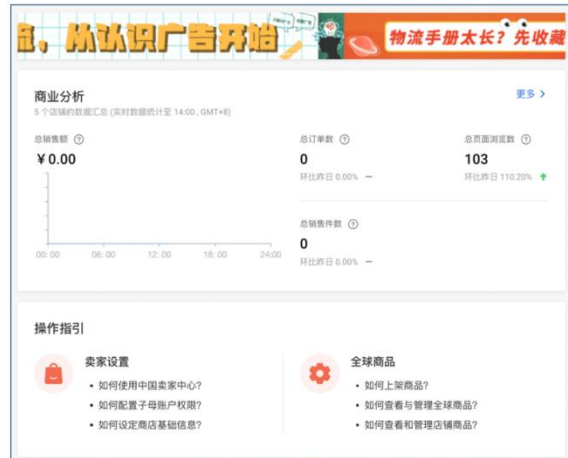 流，从认识广告开始
物流手册太长？先收藏
商业分析
更多 >
5 个店铺的数据汇总 (实时数据统计至 14:00 , GMT+8)
总销售额 ?
总订单数 ?
总页面浏览数 ?
¥0.00
0
103
环比昨日 0.00% –
环比昨日 110.20%
总销售件数 ?
0
环比昨日 0.00% –
00:00 06:00 12:00 18:00 24:00
操作指引
卖家设置
• 如何使用中国卖家中心?
• 如何配置子母账户权限?
• 如何设定商店基础信息?
全球商品
• 如何上架商品?
• 如何查看与管理全球商品?
• 如何查看和管理店铺商品?